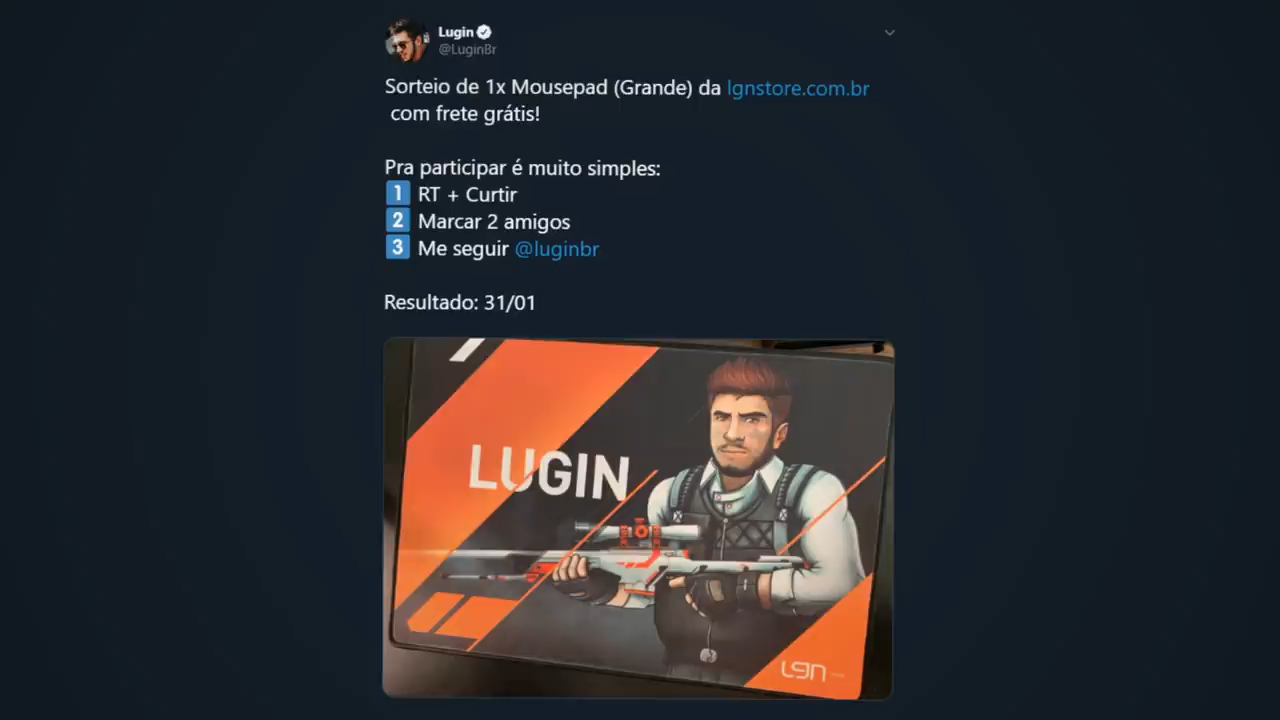 Lugin
@LuginBr
Sorteio de 1x Mousepad (Grande) da lgnstore.com.br
com frete grátis!
Pra participar é muito simples:
1 RT + Curtir
2 Marcar 2 amigos
3 Me seguir @luginbr
Resultado: 31/01
LUGIN
LGN